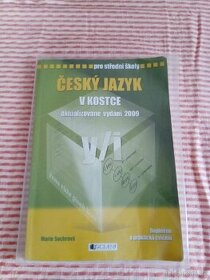 pro střední školy
ČESKÝ JAZYK
V KOSTCE
aktualizované vydání 2009
y/i
Marie Sochrová
FRAGMENT